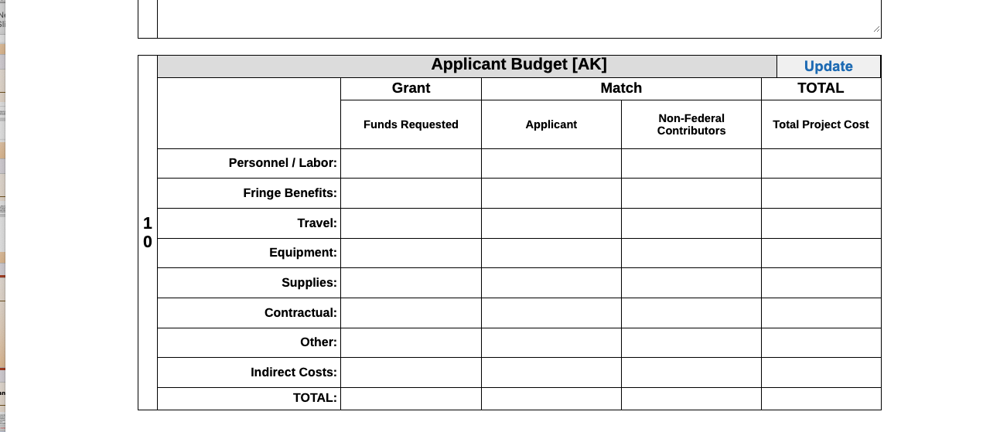 Applicant Budget [AK] Update
Grant Match TOTAL
Funds Requested Applicant Non-Federal Contributors Total Project Cost
Personnel / Labor:
Fringe Benefits:
Travel:
10
Equipment:
Supplies:
Contractual:
Other:
Indirect Costs:
TOTAL: